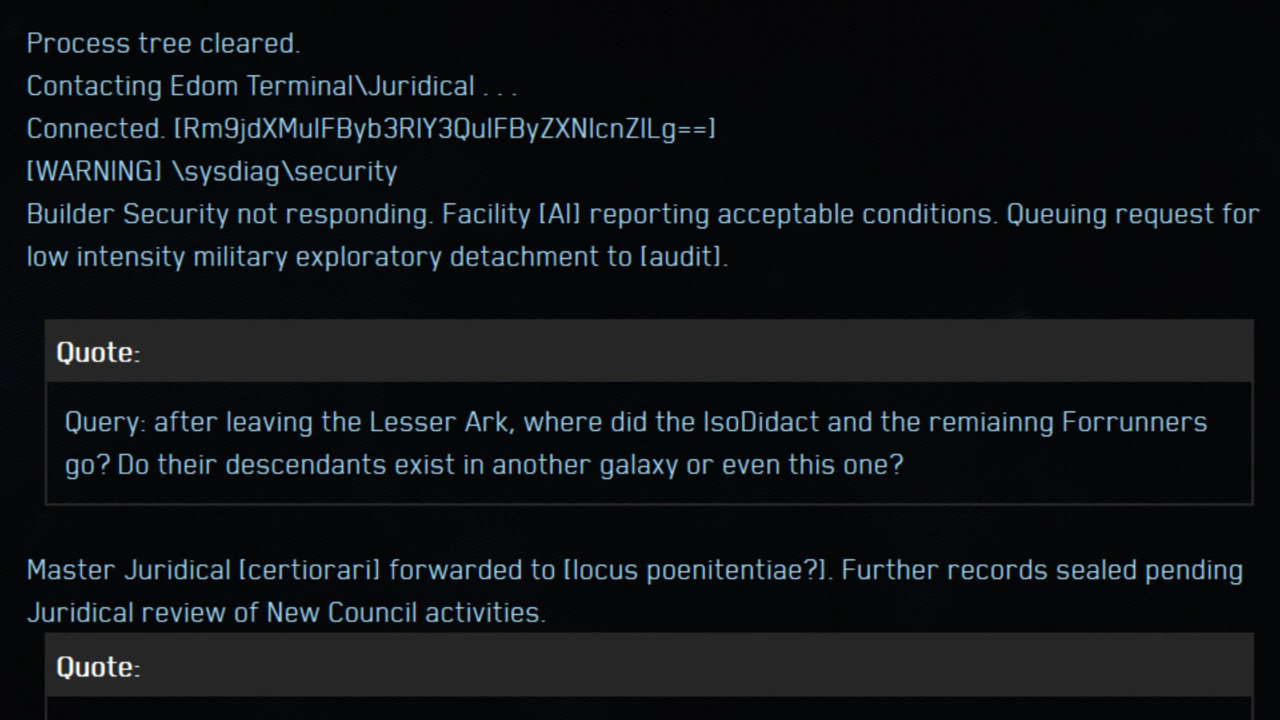 Process tree cleared.
Contacting Edom Terminal\Juridical . . .
Connected. [Rm9jdXMuIFByb3RlY3QuIFByZXNlcnZlLg==]
[WARNING] \sysdiag\security
Builder Security not responding. Facility [AI] reporting acceptable conditions. Queuing request for
low intensity military exploratory detachment to [audit].
Quote:
Query: after leaving the Lesser Ark, where did the IsoDidact and the remiainng Forrunners
go? Do their descendants exist in another galaxy or even this one?
Master Juridical [certiorari] forwarded to [locus poenitentiae?]. Further records sealed pending
Juridical review of New Council activities.
Quote: